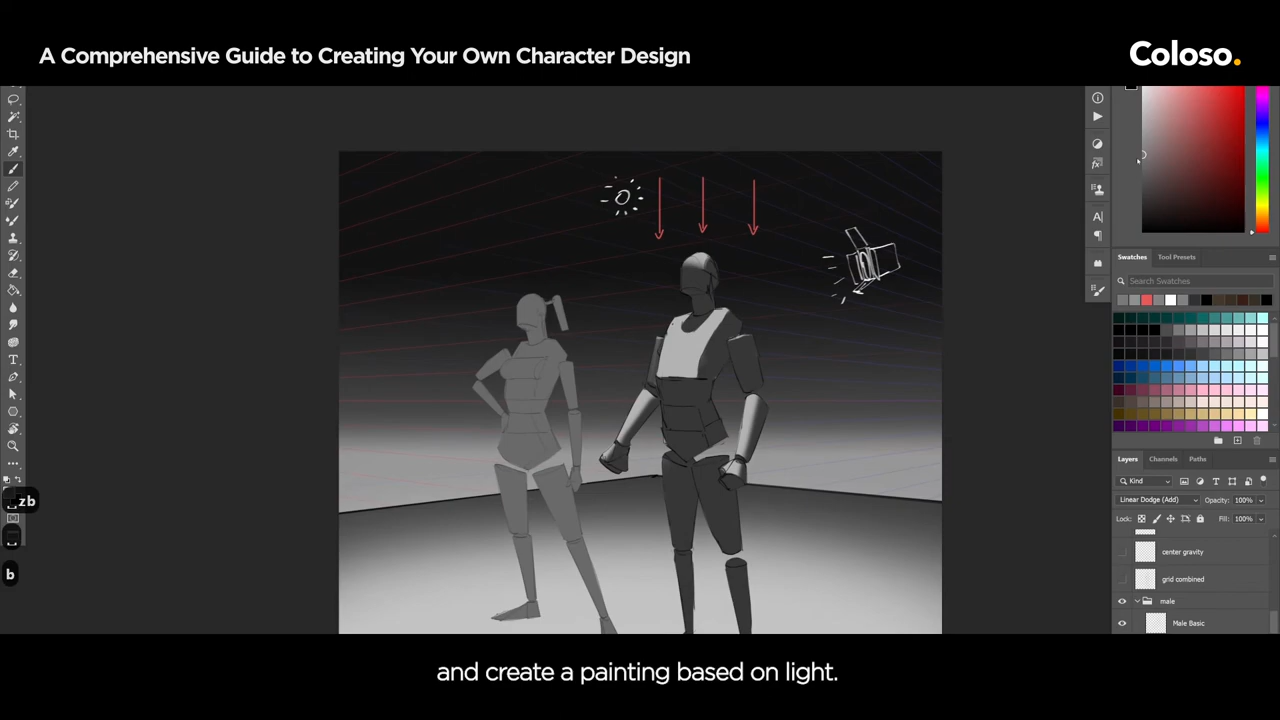 A Comprehensive Guide to Creating Your Own Character Design
Coloso.
Swatches
Tool Presets
Search Swatches
Layers
Channels
Paths
Kind
Linear Dodge (Add)
Opacity: 100%
Lock:
Fill: 100%
center gravity
grid combined
male
Male Basic
zb
b
and create a painting based on light.